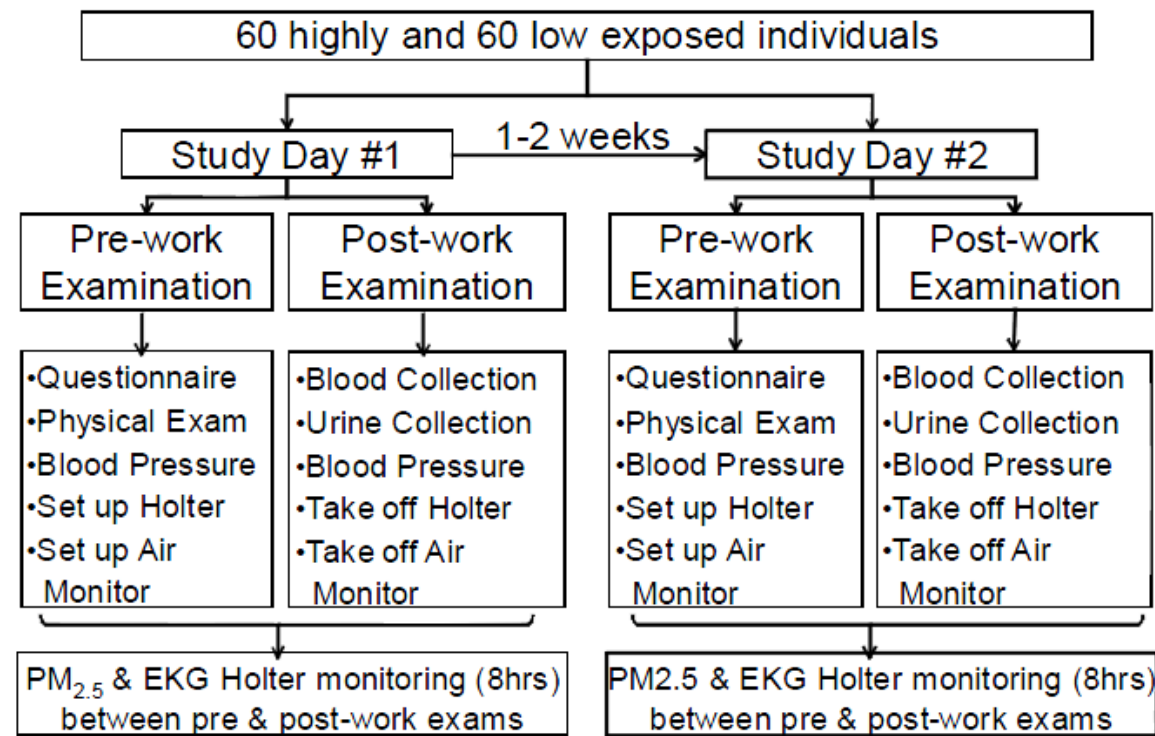 60 highly and 60 low exposed individuals
Study Day #1
1-2 weeks
Study Day #2
Pre-work
Examination
Post-work
Examination
Pre-work
Examination
Post-work
Examination
•Questionnaire
•Physical Exam
•Blood Pressure
•Set up Holter
•Set up Air
Monitor
•Blood Collection
•Urine Collection
•Blood Pressure
•Take off Holter
•Take off Air
Monitor
•Questionnaire
•Physical Exam
•Blood Pressure
•Set up Holter
•Set up Air
Monitor
•Blood Collection
•Urine Collection
•Blood Pressure
•Take off Holter
•Take off Air
Monitor
PM2.5 & EKG Holter monitoring (8hrs)
between pre & post-work exams
PM2.5 & EKG Holter monitoring (8hrs)
between pre & post-work exams